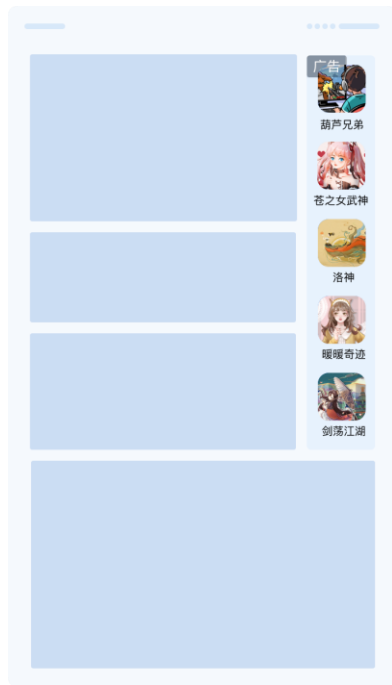 广告
葫芦兄弟
苍之女武神
洛神
暖暖奇迹
剑荡江湖